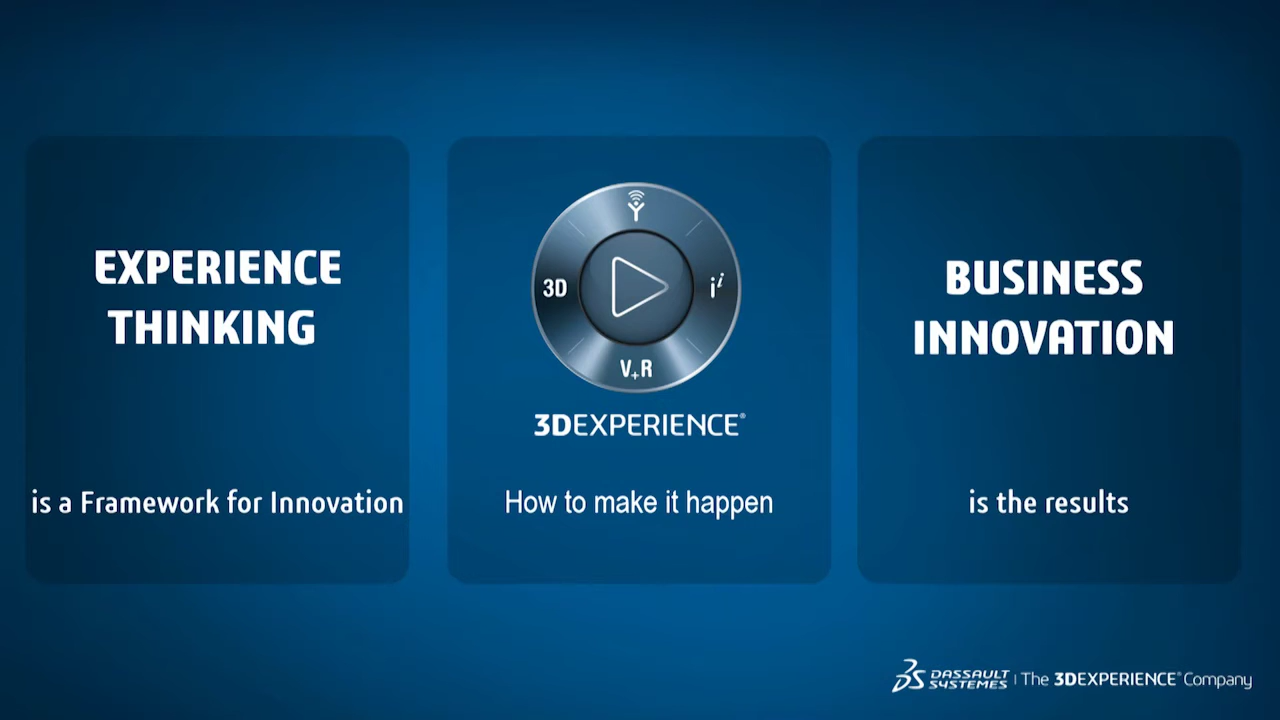 EXPERIENCE
THINKING
is a Framework for Innovation
3D
i i
V+R
3DEXPERIENCE®
How to make it happen
BUSINESS
INNOVATION
is the results
DASSAULT
SYSTEMES | The 3DEXPERIENCE® Company